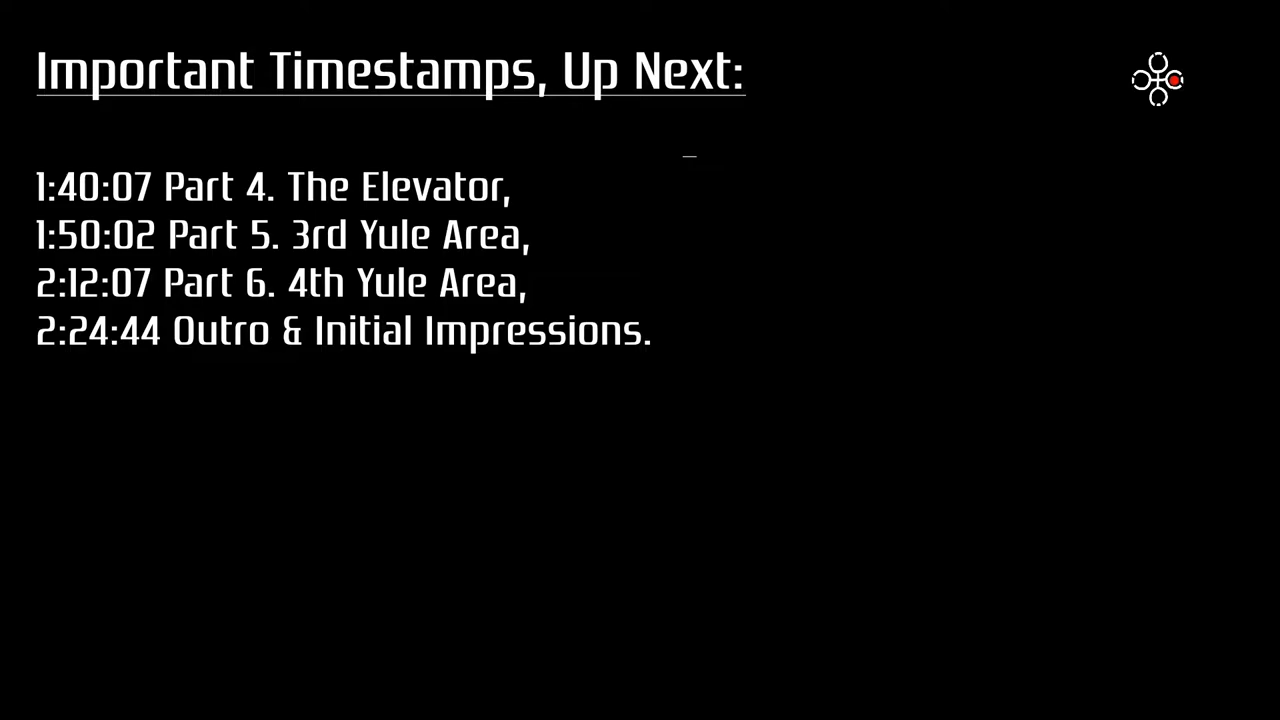 Important Timestamps, Up Next:
1:40:07 Part 4. The Elevator,
1:50:02 Part 5. 3rd Yule Area,
2:12:07 Part 6. 4th Yule Area,
2:24:44 Outro & Initial Impressions.